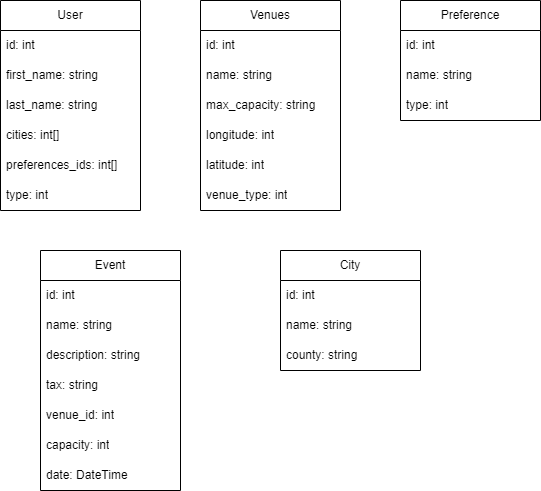 User
id: int
first_name: string
last_name: string
cities: int[]
preferences_ids: int[]
type: int
Venues
id: int
name: string
max_capacity: string
longitude: int
latitude: int
venue_type: int
Preference
id: int
name: string
type: int
Event
id: int
name: string
description: string
tax: string
venue_id: int
capacity: int
date: DateTime
City
id: int
name: string
county: string